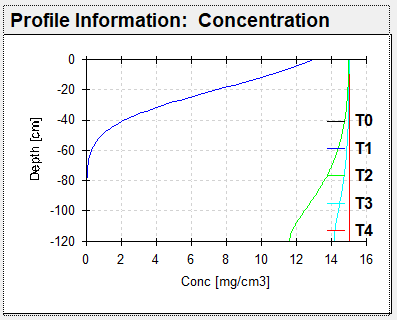 Profile Information: Concentration
0
-20
-40
-60
-80
-100
-120
Depth [cm]
T0
T1
T2
T3
T4
0 2 4 6 8 10 12 14 16
Conc [mg/cm3]